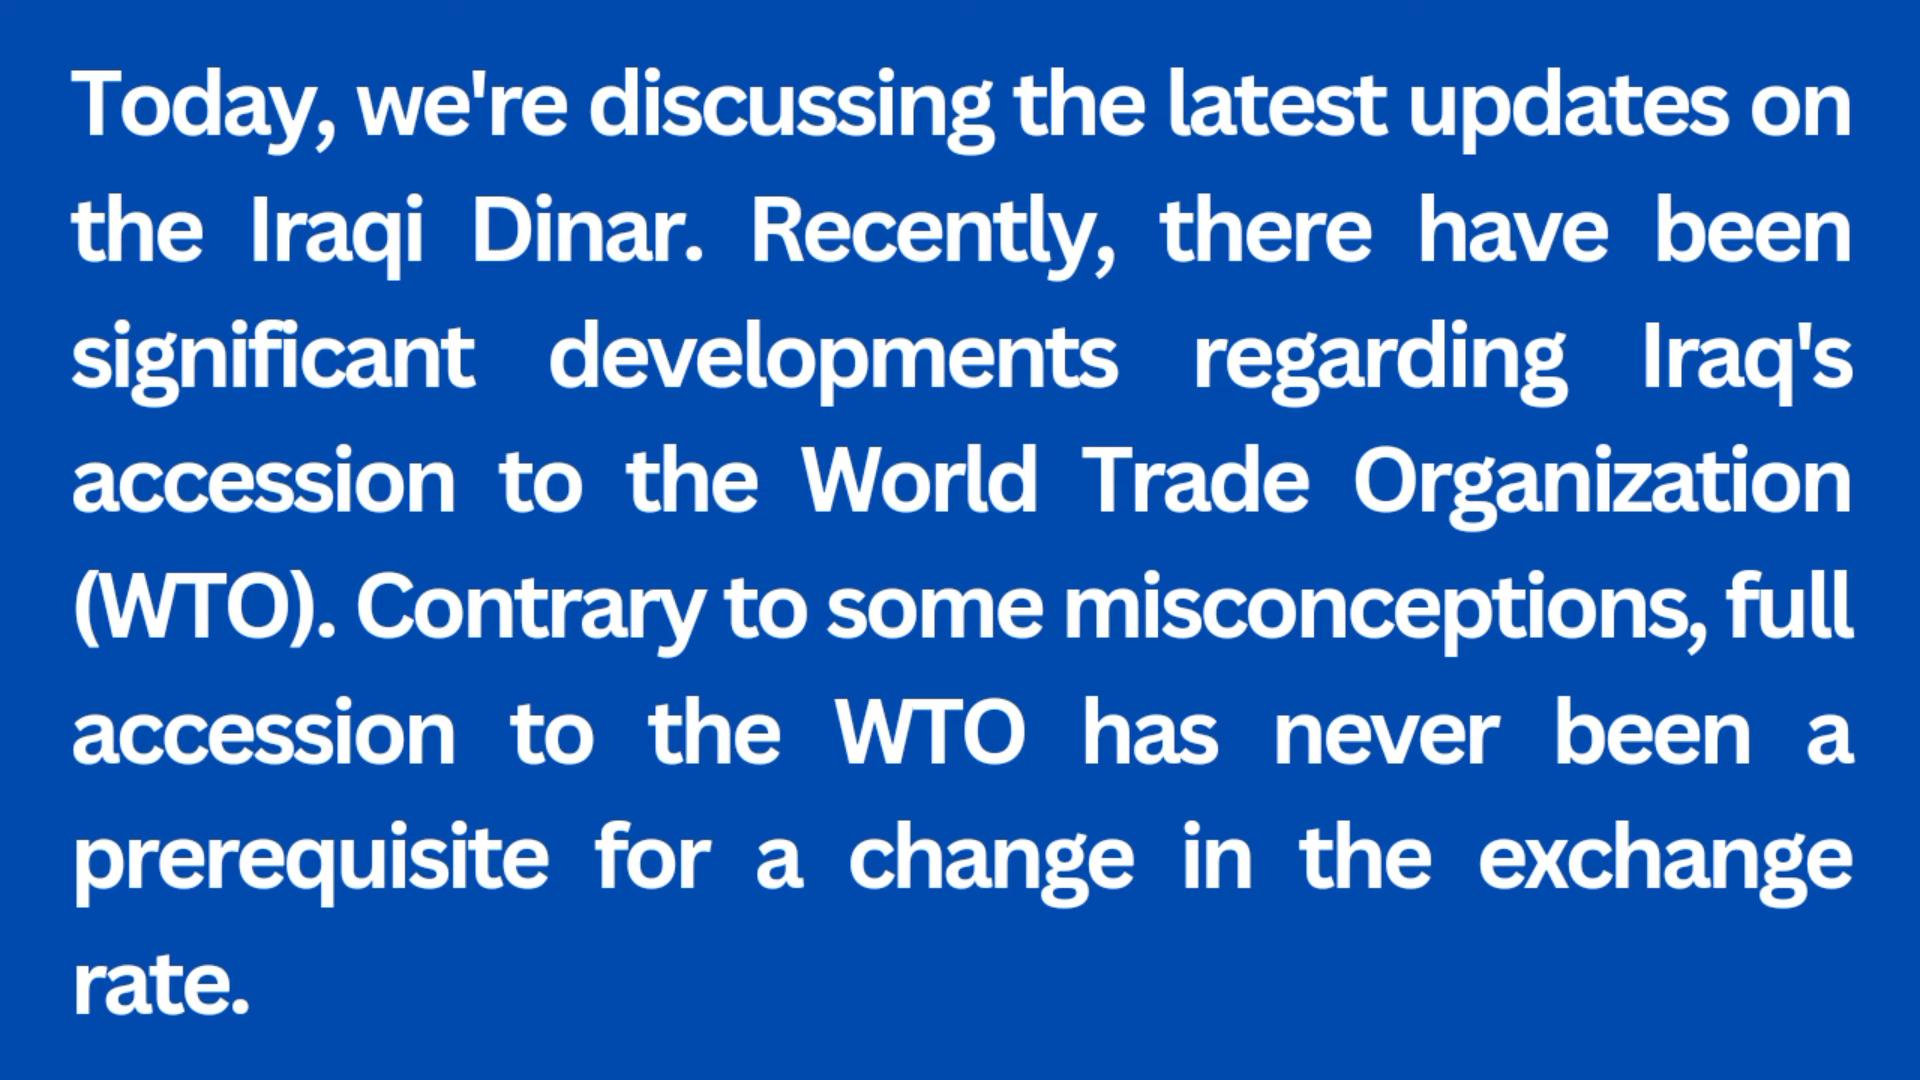 Today, we're discussing the latest updates on
the Iraqi Dinar. Recently, there have been
significant developments regarding Iraq's
accession to the World Trade Organization
(WTO). Contrary to some misconceptions, full
accession to the WTO has never been a
prerequisite for a change in the exchange
rate.